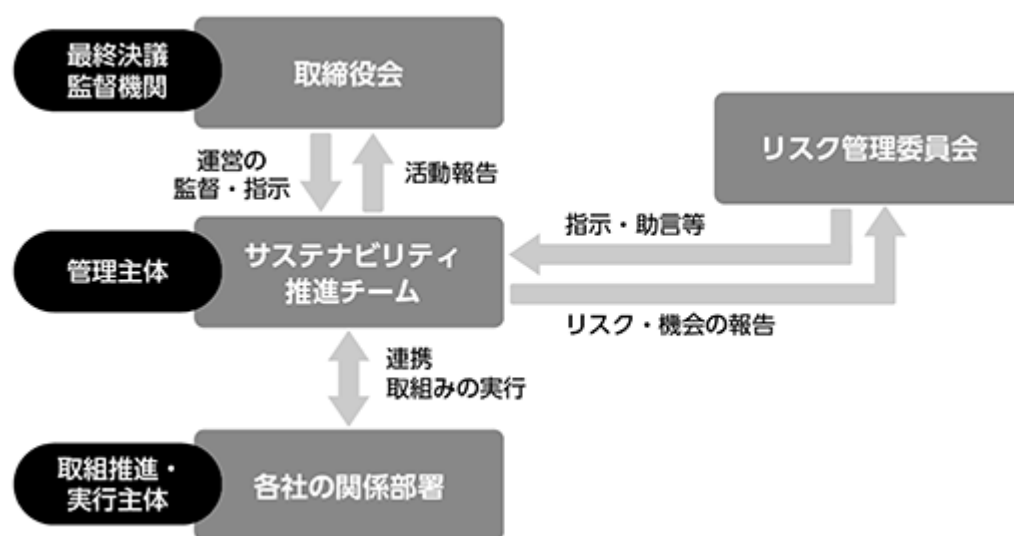 最終決議
監督機関
取締役会
運営の
監督・指示
活動報告
リスク管理委員会
管理主体
サステナビリティ
推進チーム
指示・助言等
リスク・機会の報告
連携
取組みの実行
取組推進・
実行主体
各社の関係部署